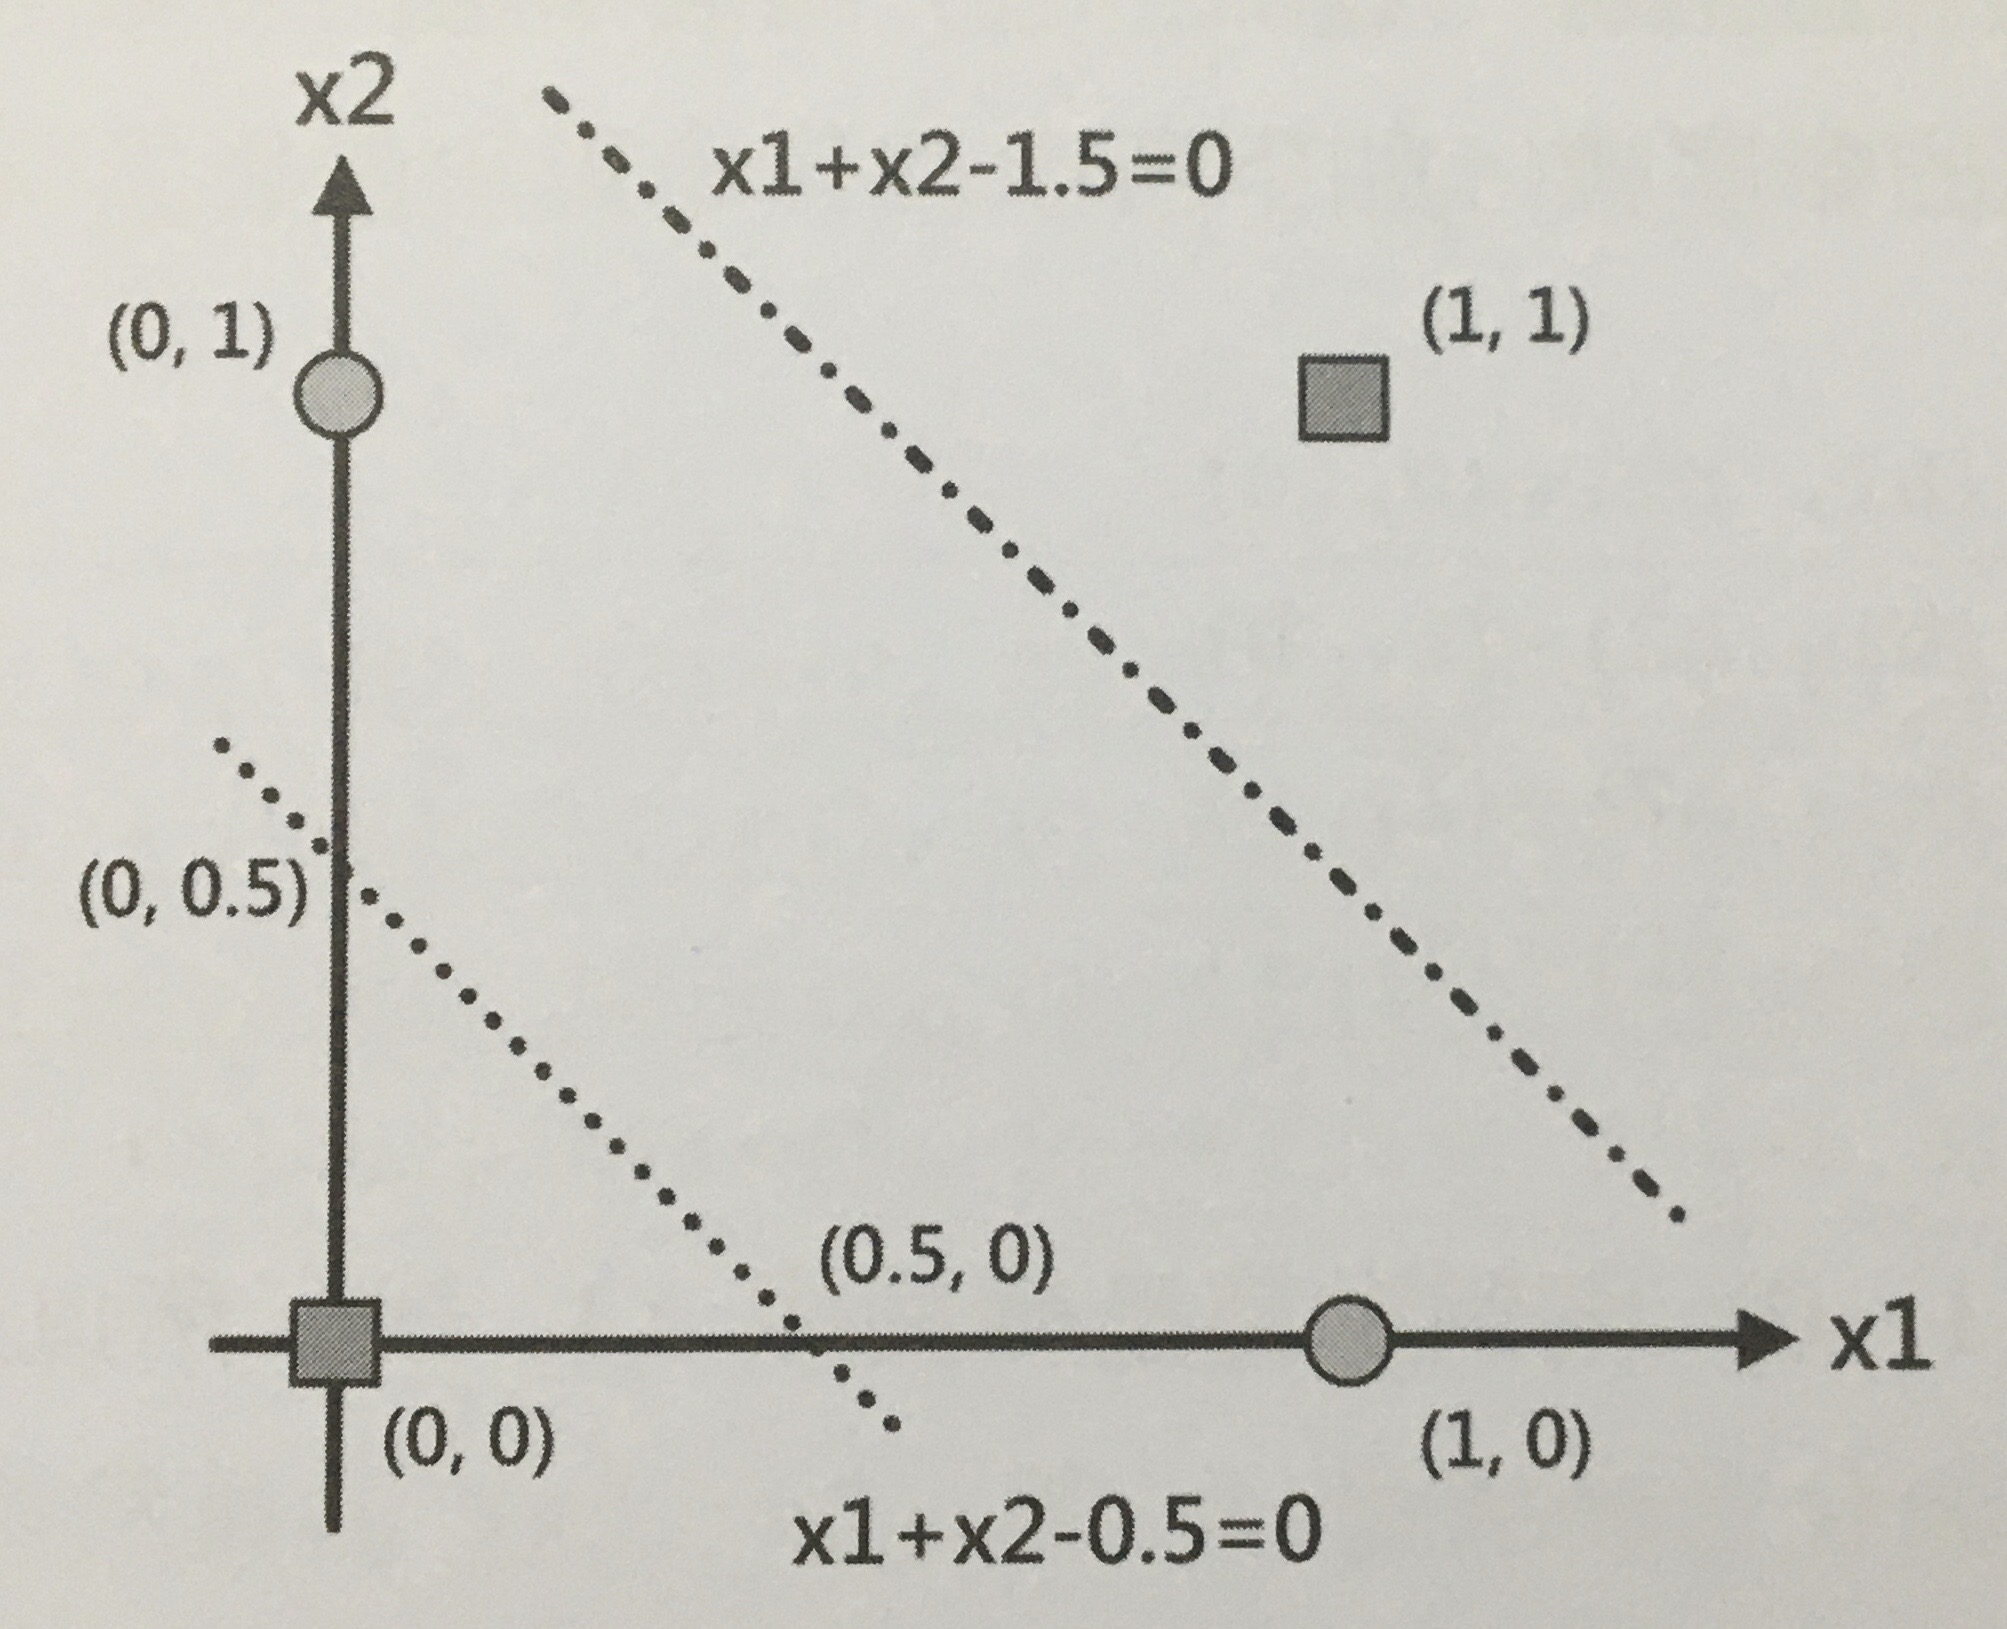 x2
x1+x2-1.5=0
(0, 1)
(1, 1)
(0, 0.5)
(0.5, 0)
x1
(0, 0)
(1, 0)
x1+x2-0.5=0